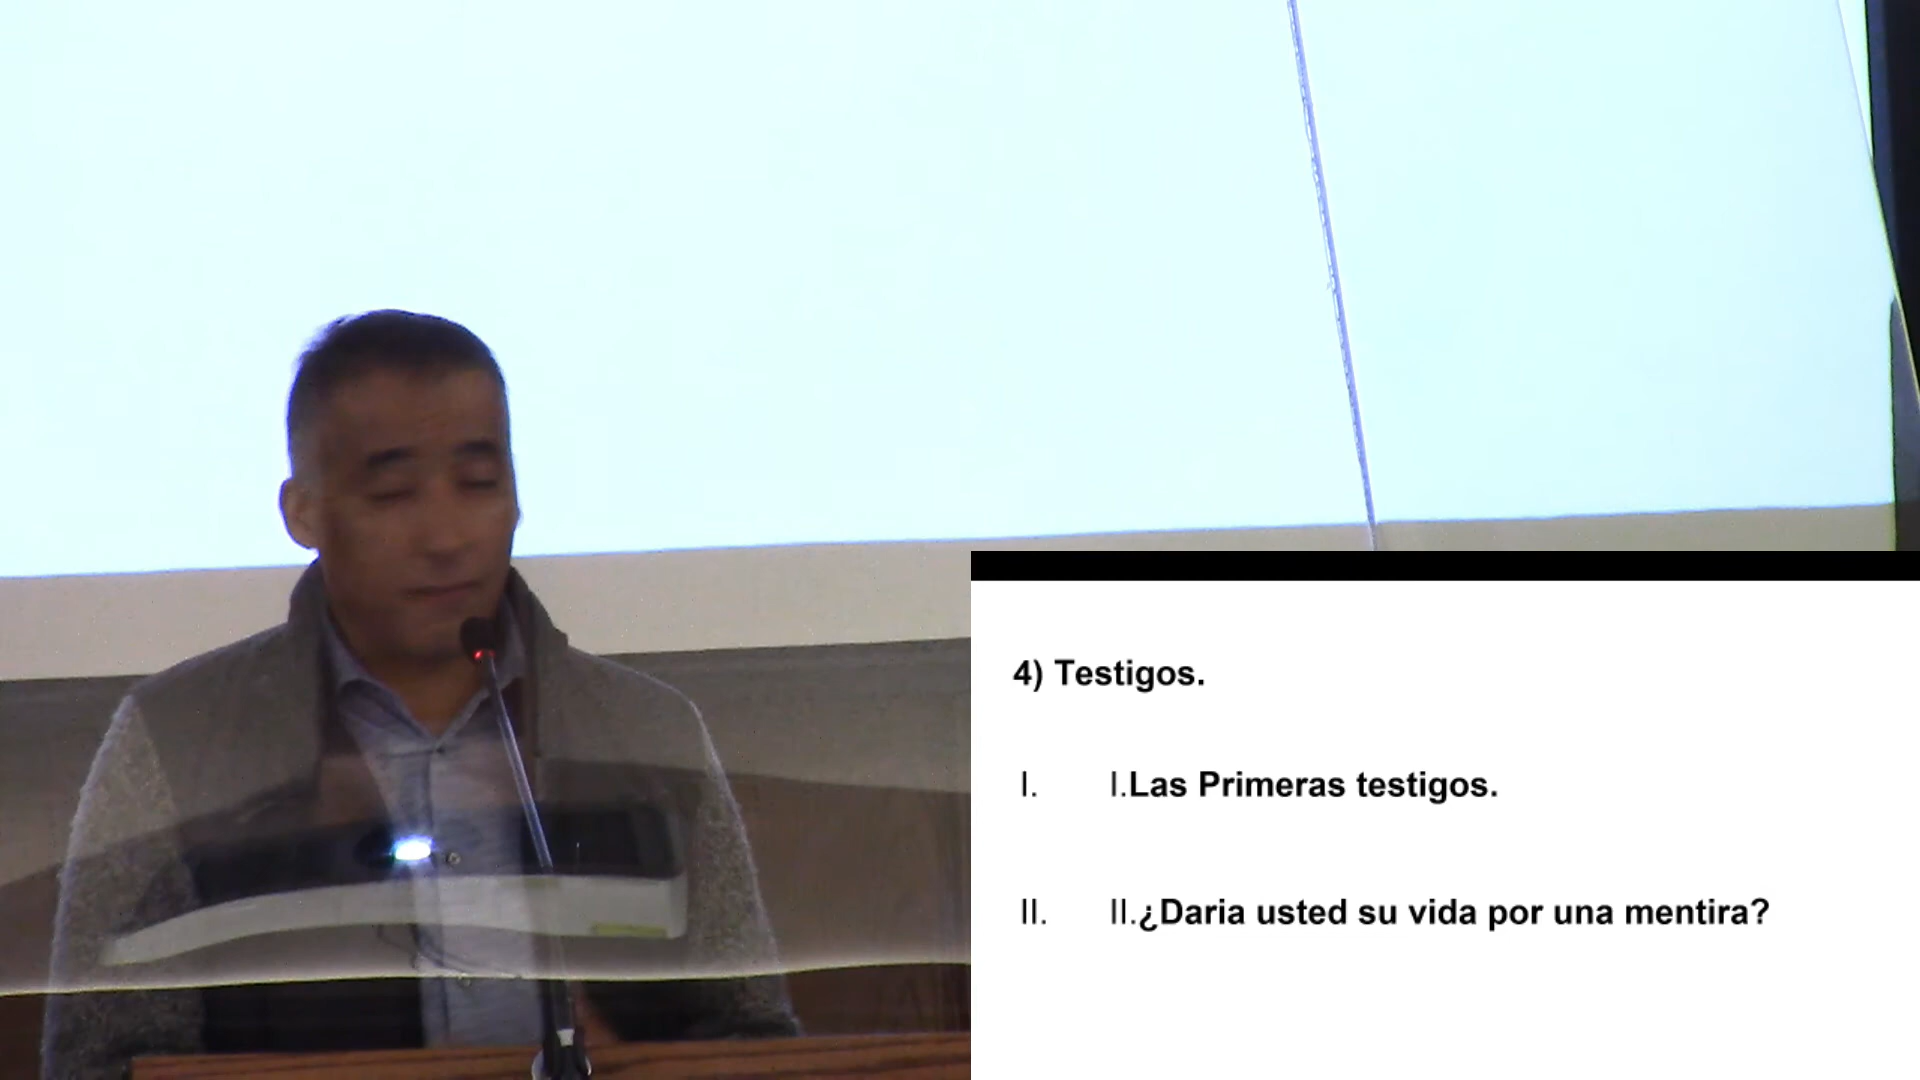 4) Testigos.
I. I.Las Primeras testigos.
II. II.¿Daria usted su vida por una mentira?